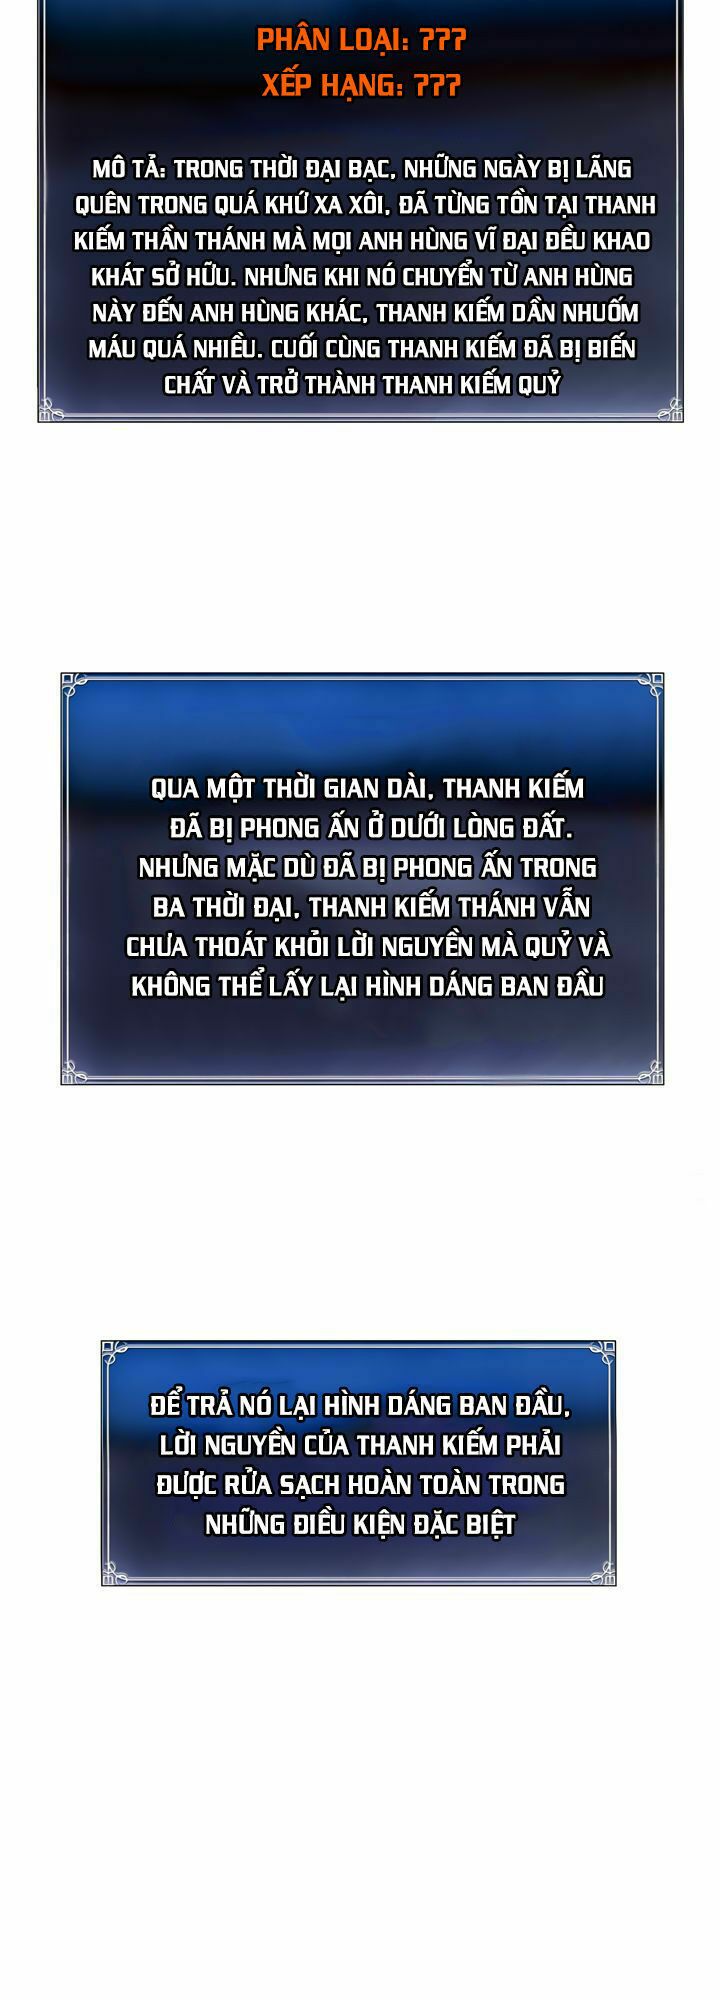 PHÂN LOẠI: ???
XẾP HẠNG: ???
MÔ TẢ: TRONG THỜI ĐẠI BẠC, NHỮNG NGÀY BỊ LÃNG
QUÊN TRONG QUÁ KHỨ XA XÔI, ĐÃ TỪNG TỒN TẠI THANH
KIẾM THẦN THÁNH MÀ MỌI ANH HÙNG VĨ ĐẠI ĐỀU KHAO
KHÁT SỞ HỮU. NHƯNG KHI NÓ CHUYỂN TỪ ANH HÙNG
NÀY ĐẾN ANH HÙNG KHÁC, THANH KIẾM DẦN NHUỐM
MÁU QUÁ NHIỀU. CUỐI CÙNG THANH KIẾM ĐÃ BỊ BIẾN
CHẤT VÀ TRỞ THÀNH THANH KIẾM QUỶ
QUA MỘT THỜI GIAN DÀI, THANH KIẾM
ĐÃ BỊ PHONG ẤN Ở DƯỚI LÒNG ĐẤT.
NHƯNG MẶC DÙ ĐÃ BỊ PHONG ẤN TRONG
BA THỜI ĐẠI, THANH KIẾM THÁNH VẪN
CHƯA THOÁT KHỎI LỜI NGUYỀN MÀ QUỶ VÀ
KHÔNG THỂ LẤY LẠI HÌNH DÁNG BAN ĐẦU
ĐỂ TRẢ NÓ LẠI HÌNH DÁNG BAN ĐẦU,
LỜI NGUYỀN CỦA THANH KIẾM PHẢI
ĐƯỢC RỬA SẠCH HOÀN TOÀN TRONG
NHỮNG ĐIỀU KIỆN ĐẶC BIỆT